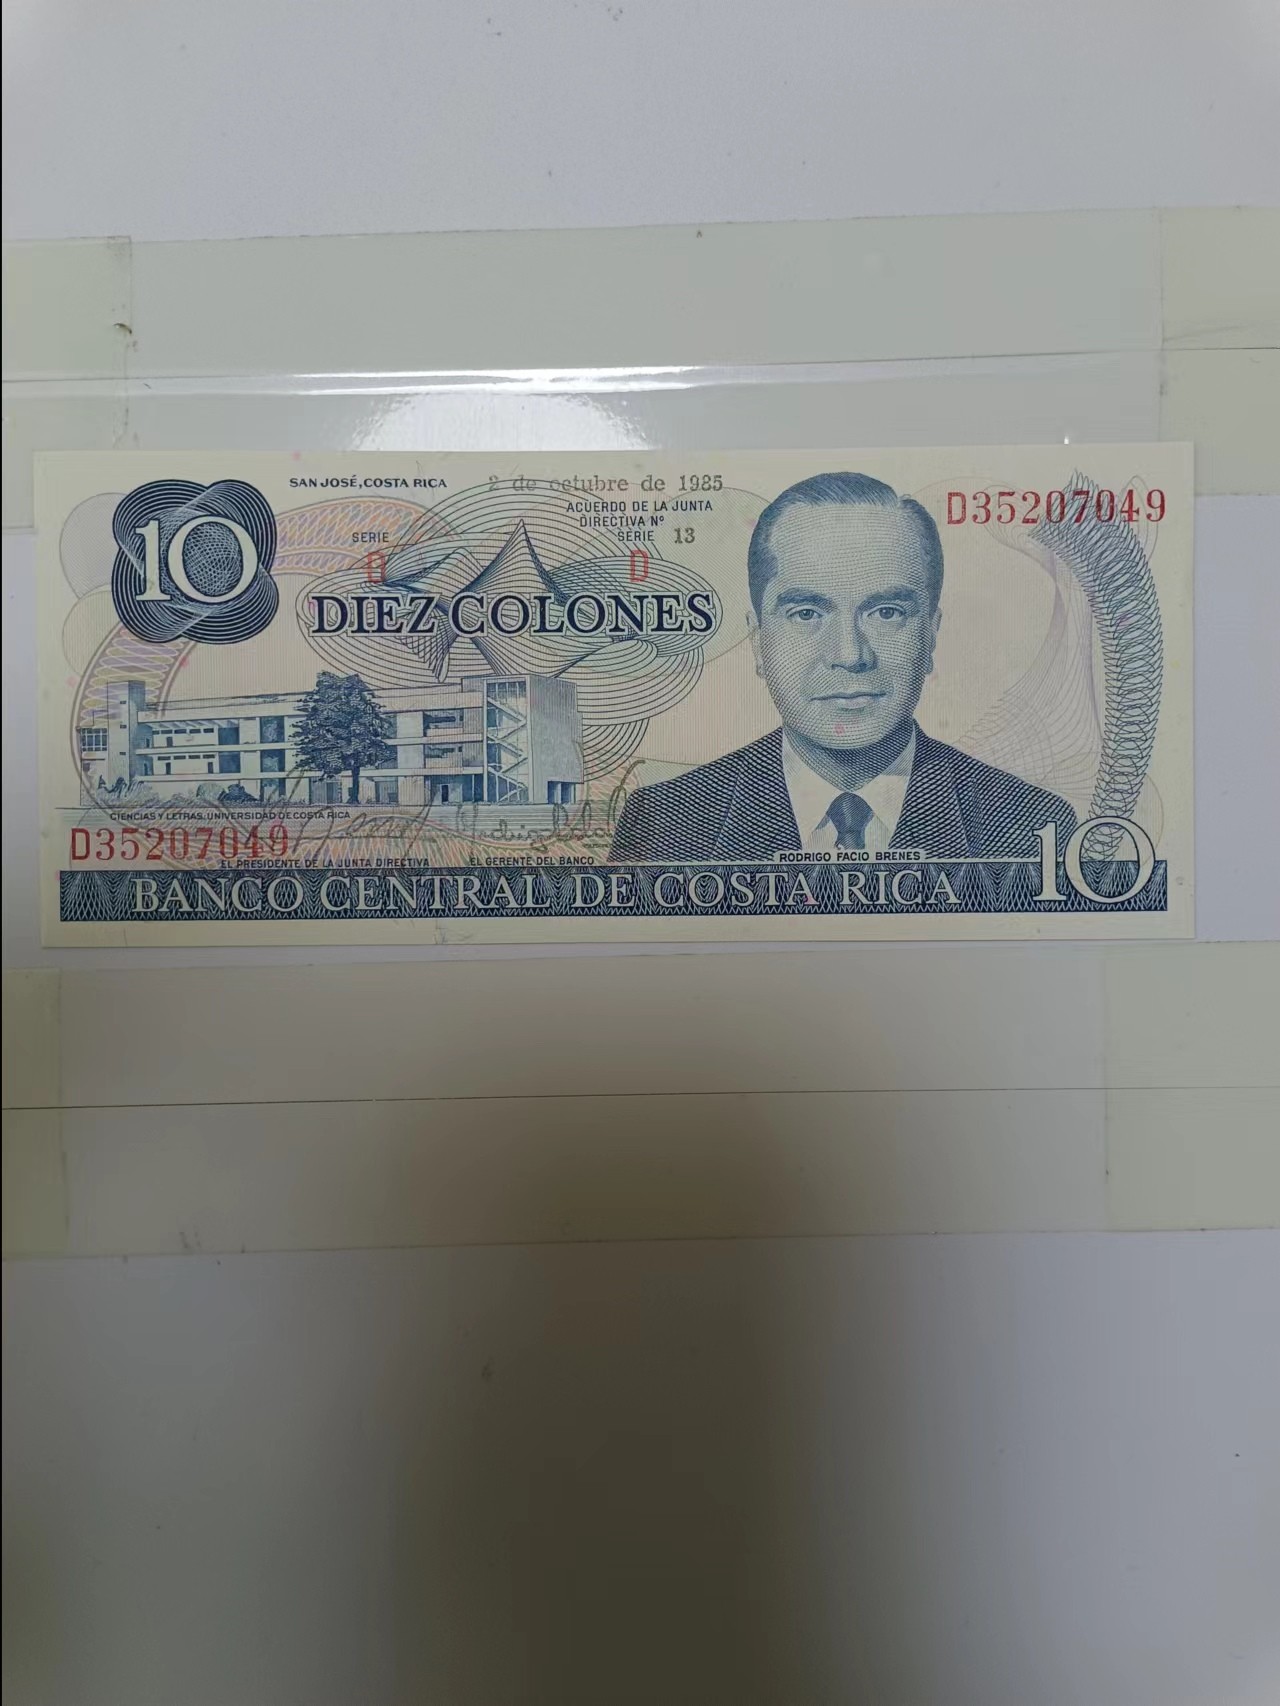 SAN JOSÉ, COSTA RICA
2 de octubre de 1985
ACUERDO DE LA JUNTA
DIRECTIVA Nº
13
10
SERIE
D
SERIE
D
D35207049
DIEZ COLONES
CIENCIAS Y LETRAS, UNIVERSIDAD DE COSTA RICA
D35207049
EL PRESIDENTE DE LA JUNTA DIRECTIVA
EL GERENTE DEL BANCO
RODRIGO FACIO BRENES
BANCO CENTRAL DE COSTA RICA
10